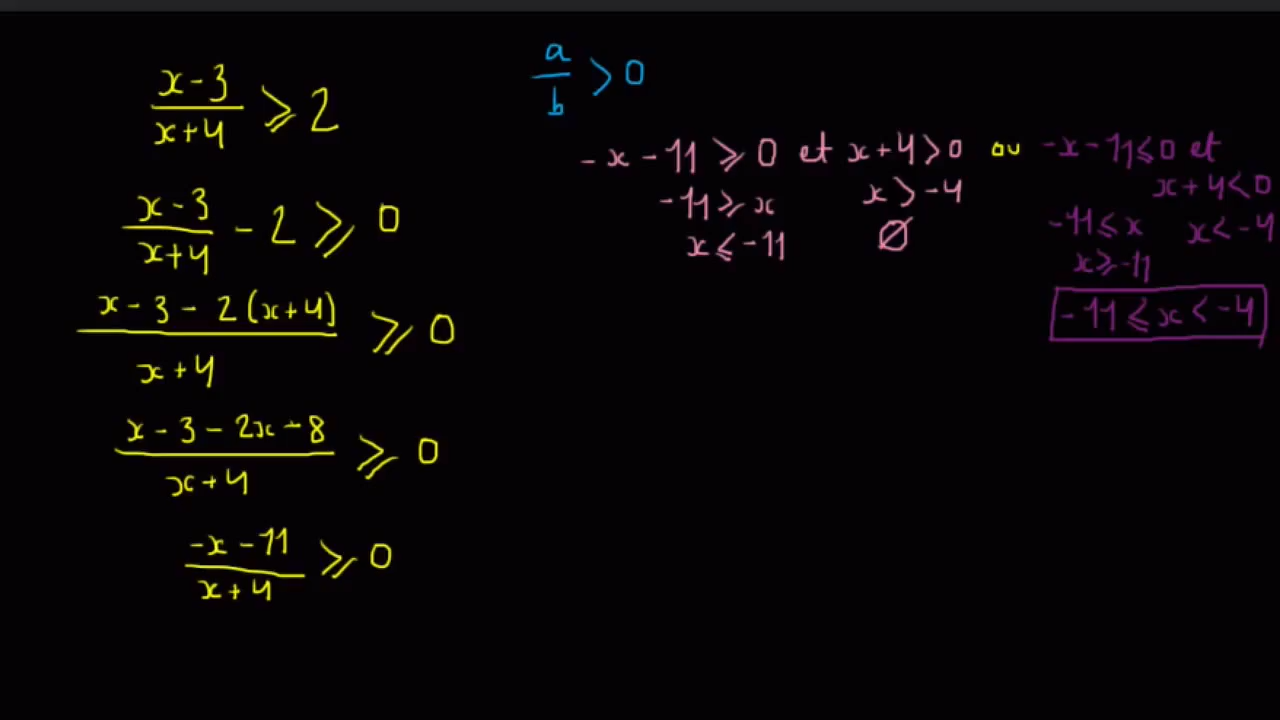 x-3/x+4 ⩾ 2
x-3/x+4 - 2 ⩾ 0
x-3-2(x+4)/x+4 ⩾ 0
x-3-2x-8/x+4 ⩾ 0
-x-11/x+4 ⩾ 0
a/b > 0
-x-11 ⩾ 0 et x+4>0 ou -x-11⩽0 et
x+4<0
-11 ⩾ x x > -4
x ⩽ -11 ∅
-11 ⩽ x x < -4
x ⩾ -11
-11 ⩽ x < -4